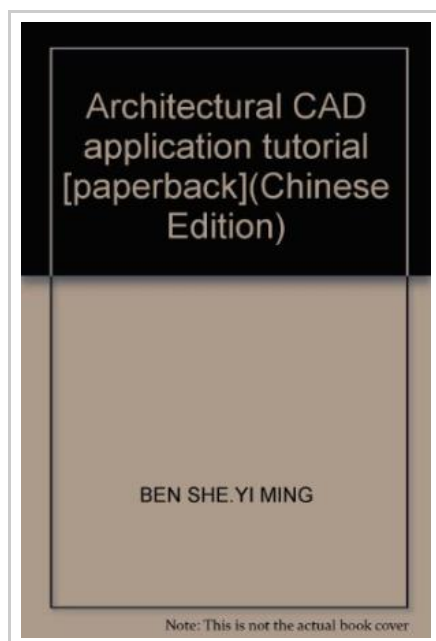 Architectural CAD
application tutorial
[paperback](Chinese
Edition)
BEN SHE.YI MING
Note: This is not the actual book cover